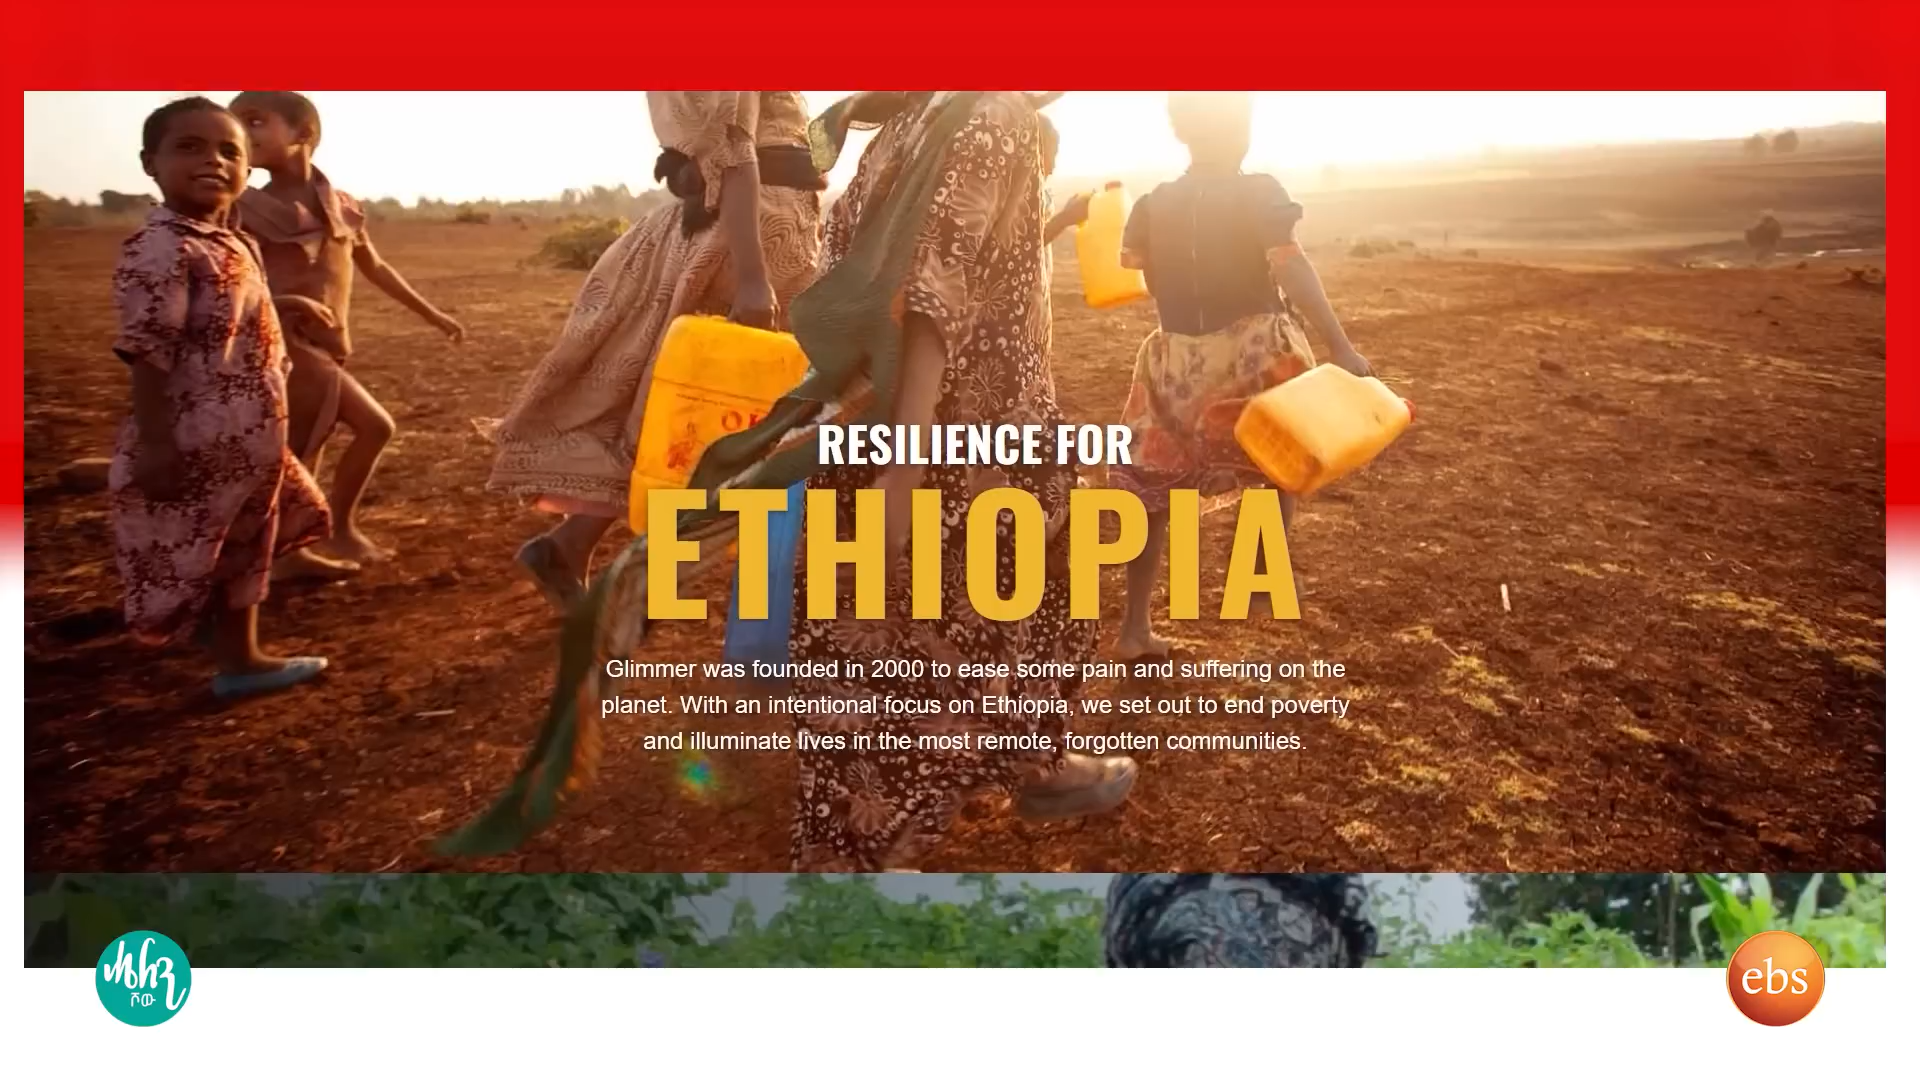 RESILIENCE FOR
ETHIOPIA
Glimmer was founded in 2000 to ease some pain and suffering on the
planet. With an intentional focus on Ethiopia, we set out to end poverty
and illuminate lives in the most remote, forgotten communities.
ሾው
ebs